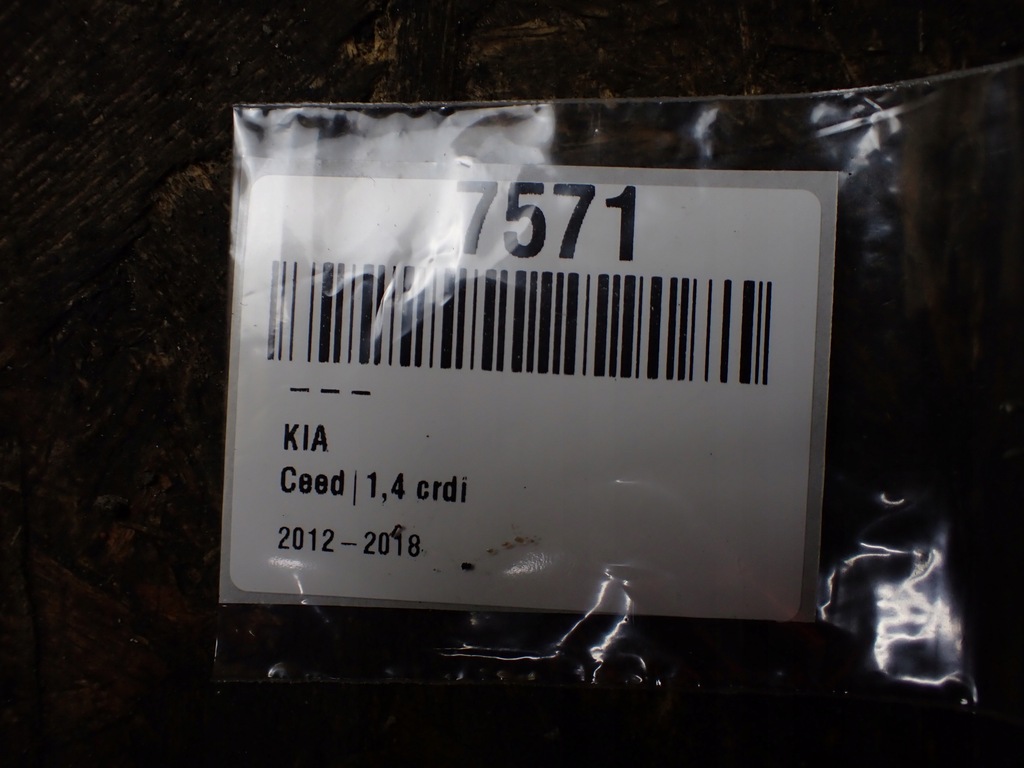 7571
---
KIA
Ceed | 1,4 crdi
2012 - 2018